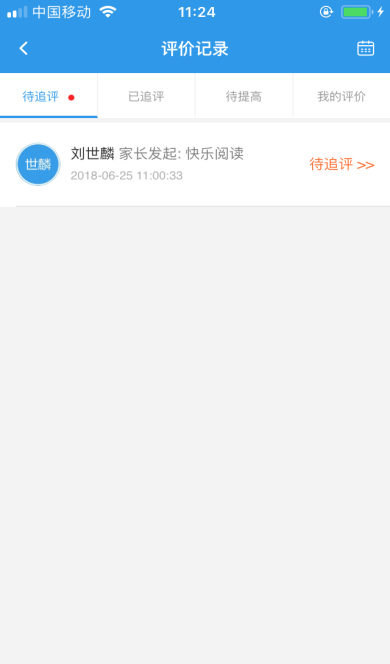 中国移动 11:24
评价记录
待追评 已追评 待提高 我的评价
世麟 刘世麟 家长发起: 快乐阅读
2018-06-25 11:00:33
待追评 >>